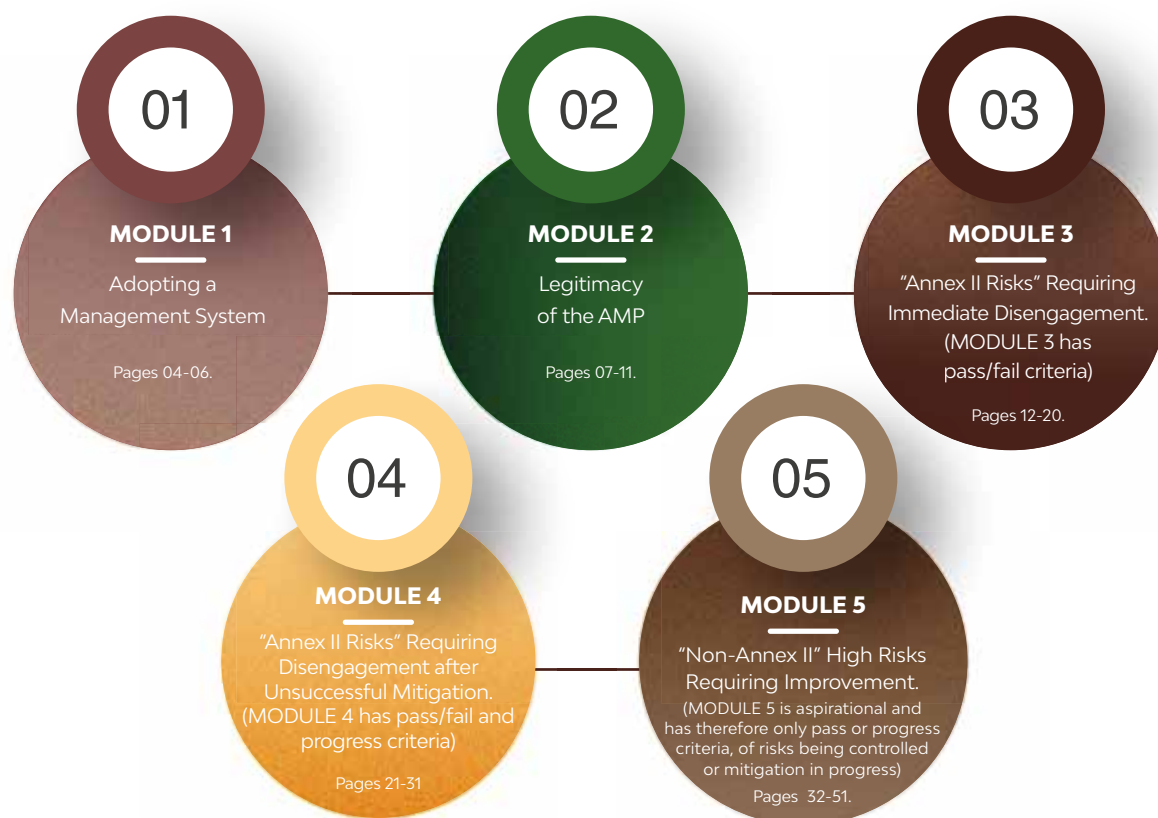 01
MODULE 1
Adopting a
Management System
Pages 04-06.
02
MODULE 2
Legitimacy
of the AMP
Pages 07-11.
03
MODULE 3
“Annex II Risks” Requiring
Immediate Disengagement.
(MODULE 3 has
pass/fail criteria)
Pages 12-20.
04
MODULE 4
“Annex II Risks” Requiring
Disengagement after
Unsuccessful Mitigation.
(MODULE 4 has pass/fail and
progress criteria)
Pages 21-31
05
MODULE 5
“Non-Annex II” High Risks
Requiring Improvement.
(MODULE 5 is aspirational and
has therefore only pass or progress
criteria, of risks being controlled
or mitigation in progress)
Pages 32-51.